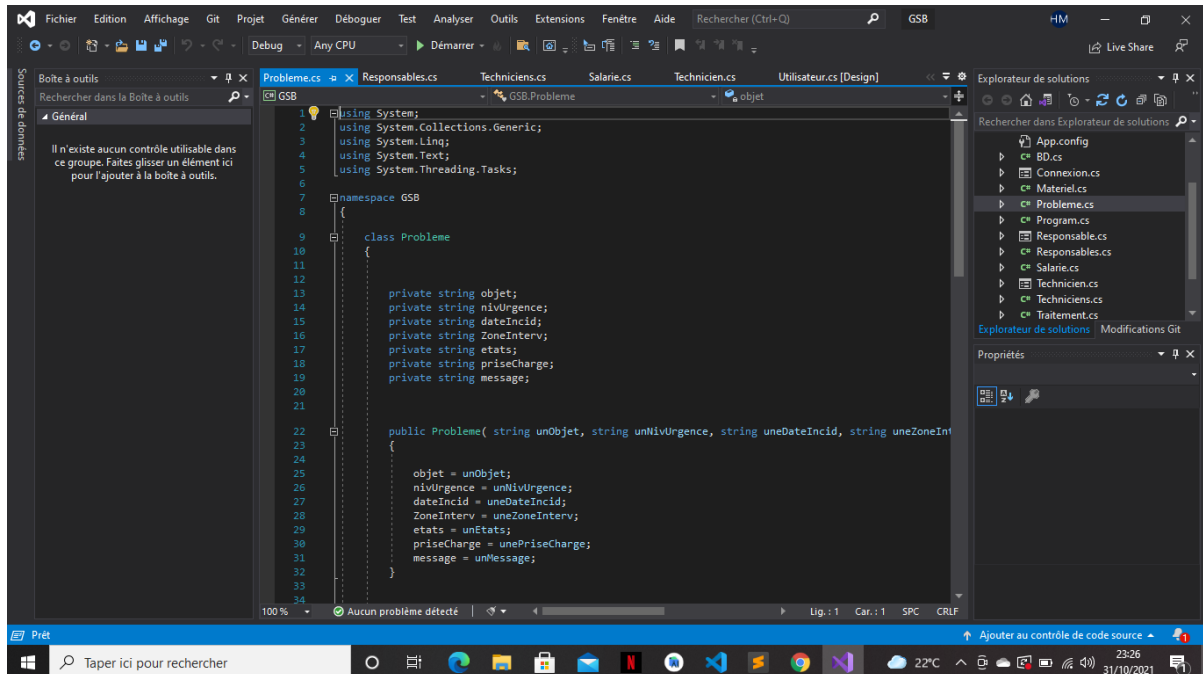 Fichier Edition Affichage Git Projet Générer Déboguer Test Analyser Outils Extensions Fenêtre Aide Rechercher (Ctrl+Q) GSB HM
Debug Any CPU Démarrer Live Share
Sources de données
Boîte à outils
Rechercher dans la Boîte à outils
Général
Il n'existe aucun contrôle utilisable dans
ce groupe. Faites glisser un élément ici
pour l'ajouter à la boîte à outils.
Probleme.cs Responsables.cs Techniciens.cs Salarie.cs Technicien.cs Utilisateur.cs [Design]
GSB GSB.Probleme objet
1 using System;
2 using System.Collections.Generic;
3 using System.Linq;
4 using System.Text;
5 using System.Threading.Tasks;
6
7 namespace GSB
8 {
9 class Probleme
10 {
11
12
13 private string objet;
14 private string nivUrgence;
15 private string dateIncid;
16 private string ZoneInterv;
17 private string etats;
18 private string priseCharge;
19 private string message;
20
21
22 public Probleme( string unObjet, string unNivUrgence, string uneDateIncid, string uneZoneInt
23 {
24
25 objet = unObjet;
26 nivUrgence = unNivUrgence;
27 dateIncid = uneDateIncid;
28 ZoneInterv = uneZoneInterv;
29 etats = unEtats;
30 priseCharge = unePriseCharge;
31 message = unMessage;
32 }
33
34
100 % Aucun problème détecté Lig. : 1 Car. : 1 SPC CRLF
Explorateur de solutions
Rechercher dans Explorateur de solutions
App.config
C# BD.cs
Connexion.cs
C# Materiel.cs
C# Probleme.cs
C# Program.cs
Responsable.cs
C# Responsables.cs
C# Salarie.cs
Technicien.cs
C# Techniciens.cs
C# Traitement.cs
Explorateur de solutions Modifications Git
Propriétés
Prêt Ajouter au contrôle de code source 1
Taper ici pour rechercher 22°C 23:26
31/10/2021 1